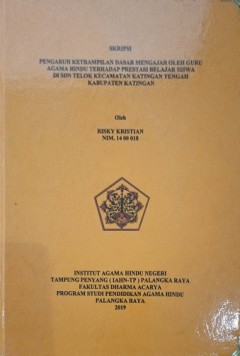 SKRIPSI
PENGARUH KETRAMPILAN DASAR MENGAJAR OLEH GURU
AGAMA HINDU TERHADAP PRESTASI BELAJAR SISWA
DI SDN TELOK KECAMATAN KATINGAN TENGAH
KABUPATEN KATINGAN
Oleh
RISKY KRISTIAN
NIM. 14 00 018
INSTITUT AGAMA HINDU NEGERI
TAMPUNG PENYANG ( IAHN-TP ) PALANGKA RAYA
FAKULTAS DHARMA ACARYA
PROGRAM STUDI PENDIDIKAN AGAMA HINDU
PALANGKA RAYA
2019